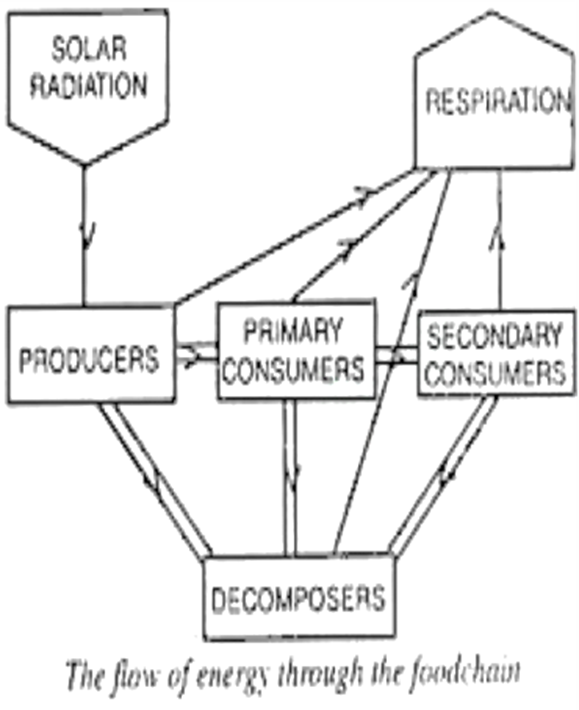 SOLAR
RADIATION
RESPIRATION
PRODUCERS
PRIMARY
CONSUMERS
SECONDARY
CONSUMERS
DECOMPOSERS
The flow of energy through the foodchain